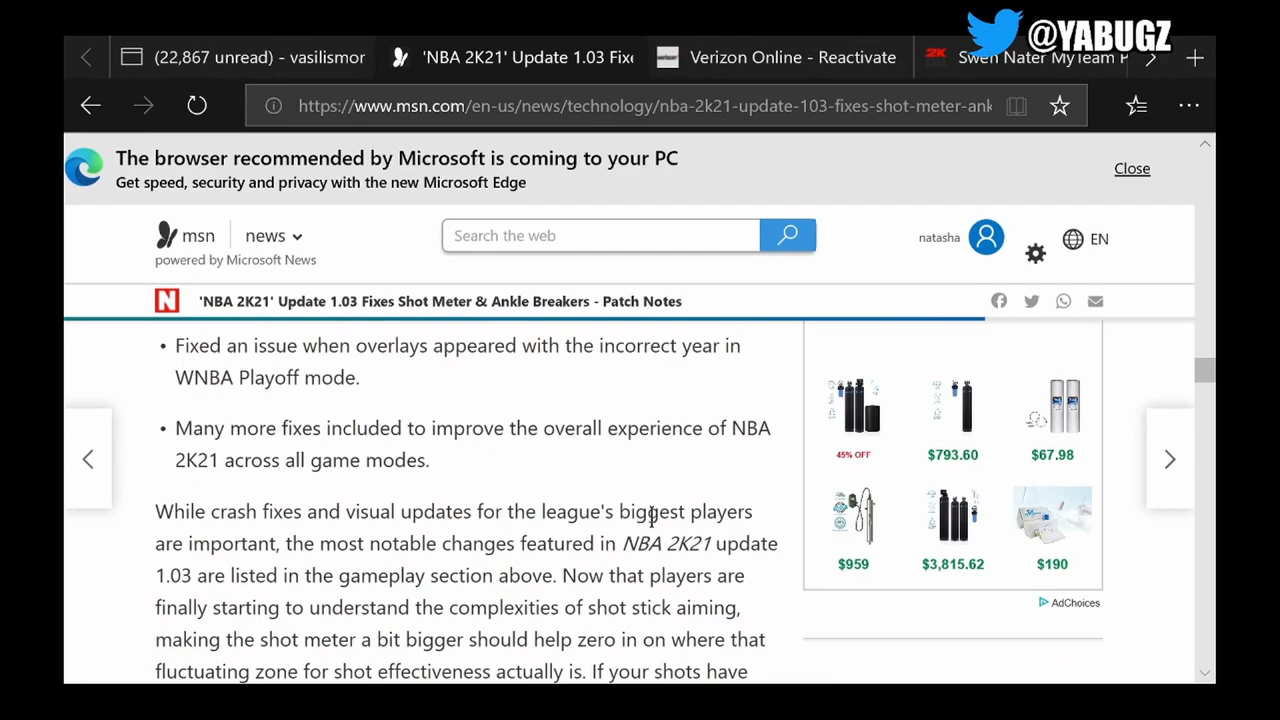 @YABUGZ
(22,867 unread) - vasilismor
'NBA 2K21' Update 1.03 Fixe
Verizon Online - Reactivate
2K
Swen Nater MyTeam P
https://www.msn.com/en-us/news/technology/nba-2k21-update-103-fixes-shot-meter-ank
The browser recommended by Microsoft is coming to your PC
Get speed, security and privacy with the new Microsoft Edge
Close
msn
news
powered by Microsoft News
Search the web
natasha
EN
N
'NBA 2K21' Update 1.03 Fixes Shot Meter & Ankle Breakers - Patch Notes
• Fixed an issue when overlays appeared with the incorrect year in
WNBA Playoff mode.
• Many more fixes included to improve the overall experience of NBA
2K21 across all game modes.
While crash fixes and visual updates for the league's biggest players
are important, the most notable changes featured in NBA 2K21 update
1.03 are listed in the gameplay section above. Now that players are
finally starting to understand the complexities of shot stick aiming,
making the shot meter a bit bigger should help zero in on where that
fluctuating zone for shot effectiveness actually is. If your shots have
45% OFF
$793.60
$67.98
$959
$3,815.62
$190
AdChoices